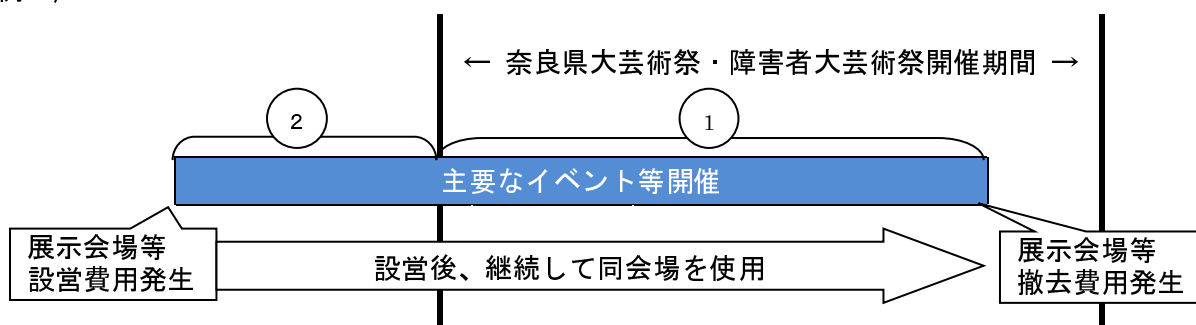 ← 奈良県大芸術祭・障害者大芸術祭開催期間 →
2
1
主要なイベント等開催
展示会場等
設営費用発生
設営後、継続して同会場を使用
展示会場等
撤去費用発生